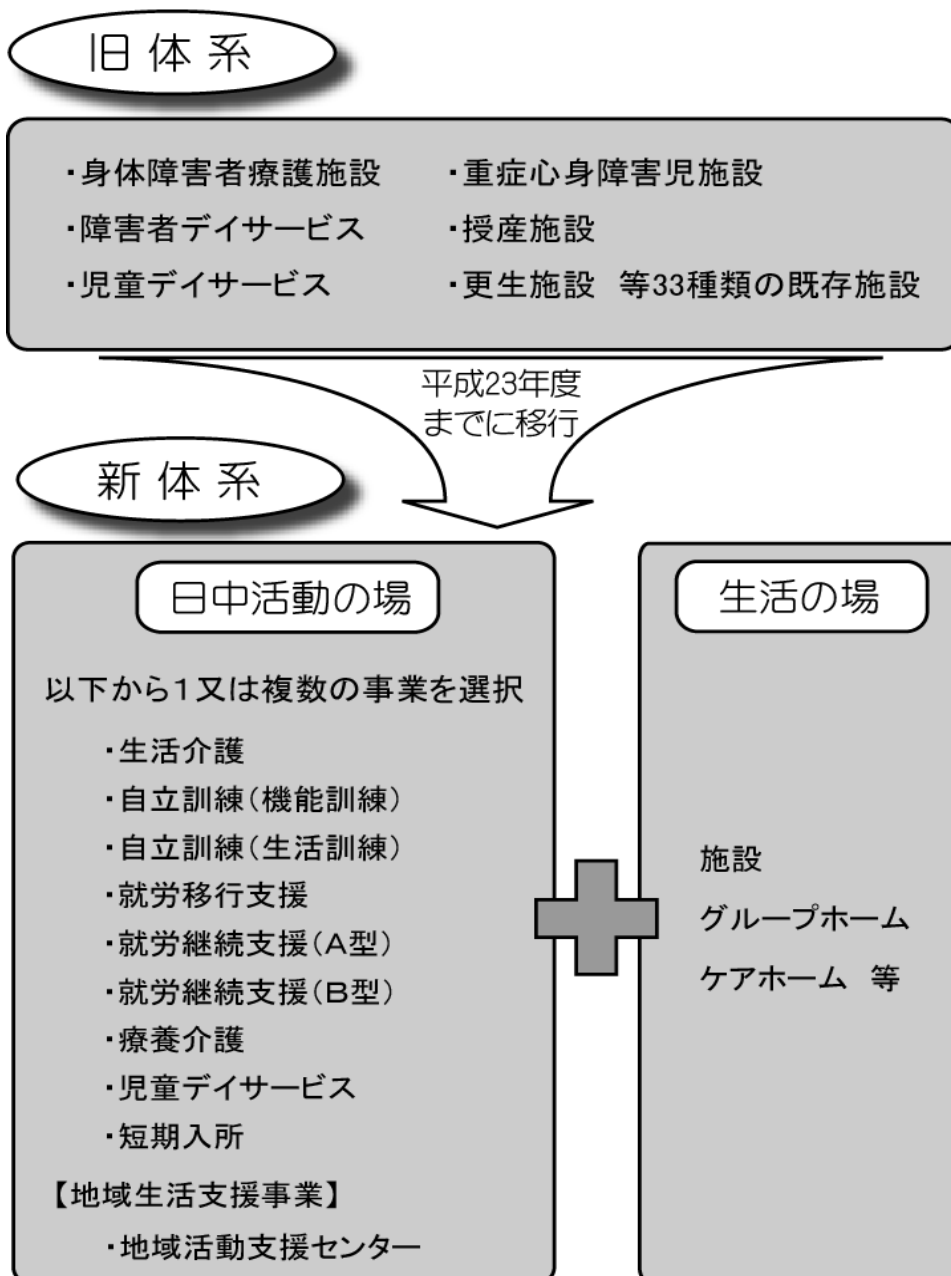 旧体系
・身体障害者療護施設
・障害者デイサービス
・児童デイサービス
・重症心身障害児施設
・授産施設
・更生施設 等33種類の既存施設
平成23年度
までに移行
新体系
日中活動の場
以下から1又は複数の事業を選択
・生活介護
・自立訓練(機能訓練)
・自立訓練(生活訓練)
・就労移行支援
・就労継続支援(A型)
・就労継続支援(B型)
・療養介護
・児童デイサービス
・短期入所
【地域生活支援事業】
・地域活動支援センター
生活の場
施設
グループホーム
ケアホーム 等